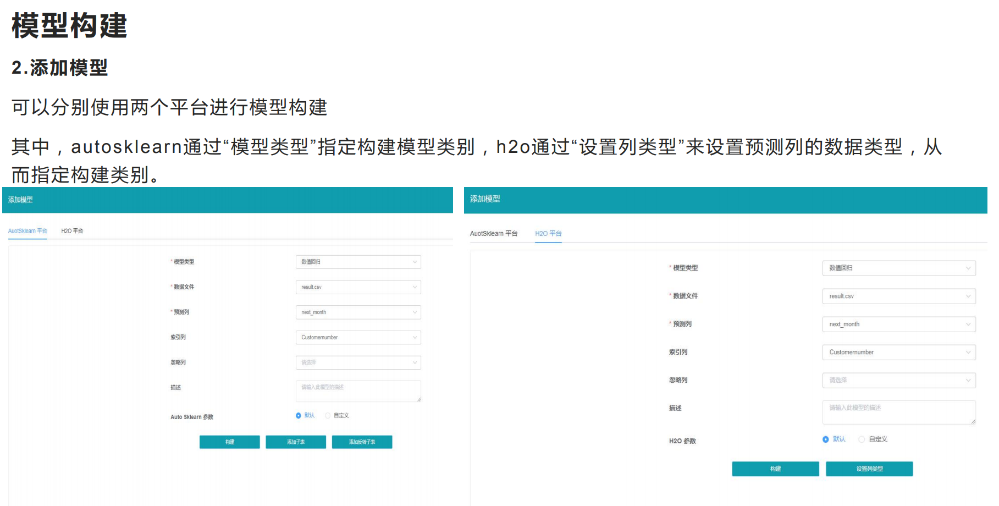 模型构建
2.添加模型
可以分别使用两个平台进行模型构建
其中，autosklearn通过“模型类型”指定构建模型类别，h2o通过“设置列类型”来设置预测列的数据类型，从
而指定构建类别。
添加模型
AuotSklearn 平台 H2O 平台
* 模型类型 数值回归
* 数据文件 result.csv
* 预测列 next_month
索引列 Customernumber
忽略列 请选择
描述 请输入此模型的描述
Auto Sklearn 参数 默认 自定义
构建 添加子表 添加反转子表
添加模型
AuotSklearn 平台 H2O 平台
* 模型类型 数值回归
* 数据文件 result.csv
* 预测列 next_month
索引列 Customernumber
忽略列 请选择
描述 请输入此模型的描述
H2O 参数 默认 自定义
构建 设置列类型